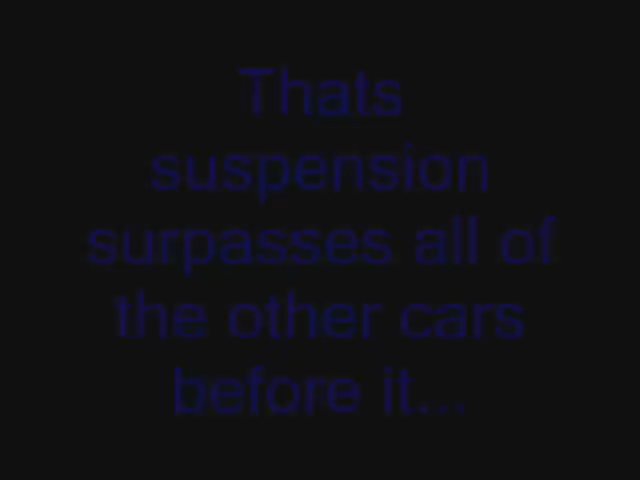 Thats
suspension
surpasses all of
the other cars
before it...